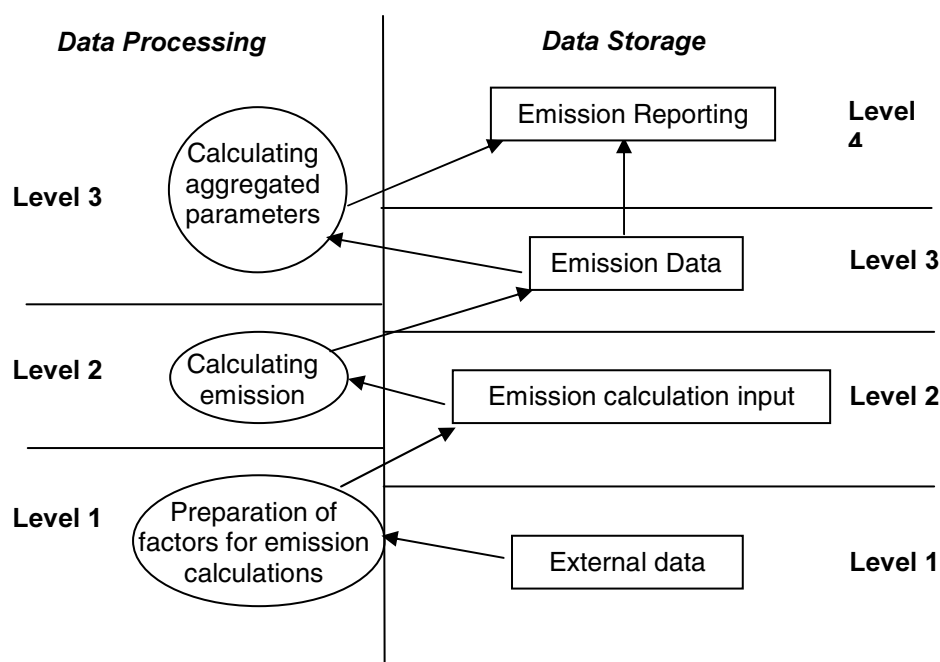 Data Processing
Data Storage
Emission Reporting
Level
4
Calculating
aggregated
parameters
Level 3
Emission Data
Level 3
Calculating
emission
Level 2
Emission calculation input
Level 2
Preparation of
factors for emission
calculations
Level 1
External data
Level 1